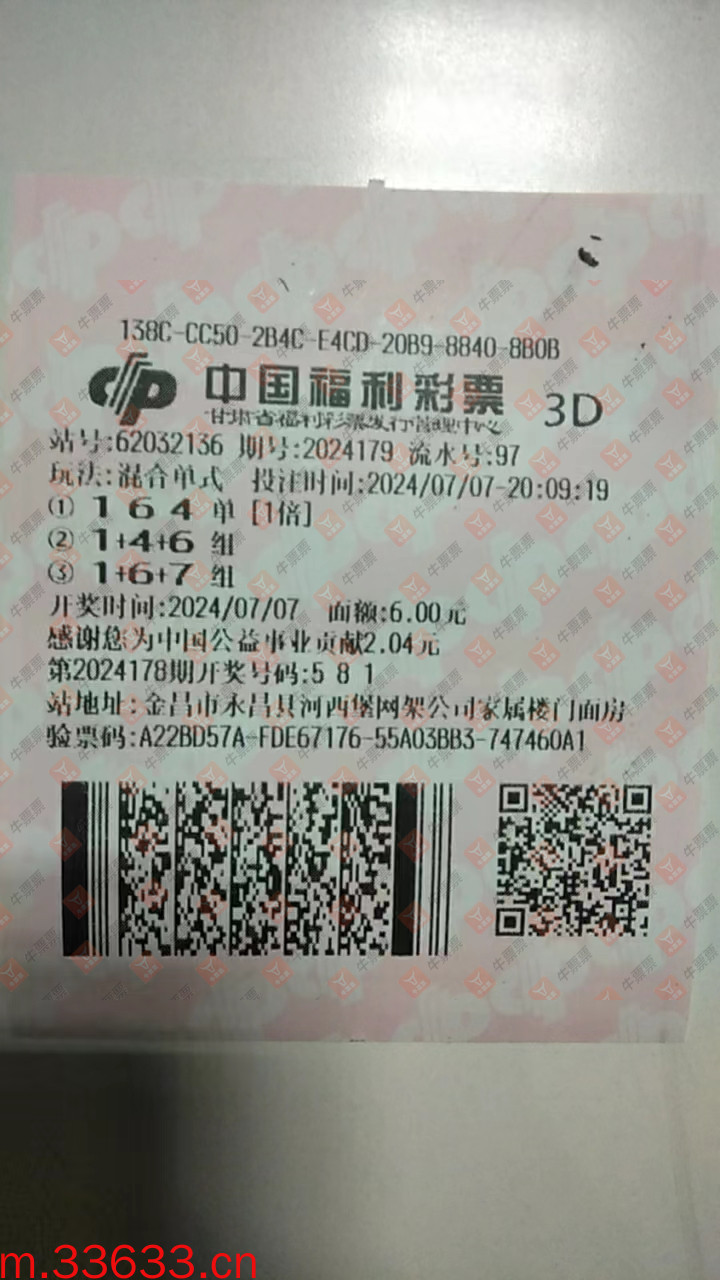 138C-CC50-2B4C-E4CD-20B9-8840-8B0B
中国福利彩票 3D
甘肃省福利彩票发行管理中心
站号:62032136 期号:2024179 流水号:97
玩法:混合单式 投注时间:2024/07/07-20:09:19
① 1 6 4 单 [1倍]
② 1+4+6 组
③ 1+6+7 组
开奖时间:2024/07/07 面额:6.00元
感谢您为中国公益事业贡献2.04元
第2024178期开奖号码:5 8 1
站地址:金昌市永昌县河西堡网架公司家属楼门面房
验票码:A22BD57A-FDE67176-55A03BB3-747460A1
m.33633.cn